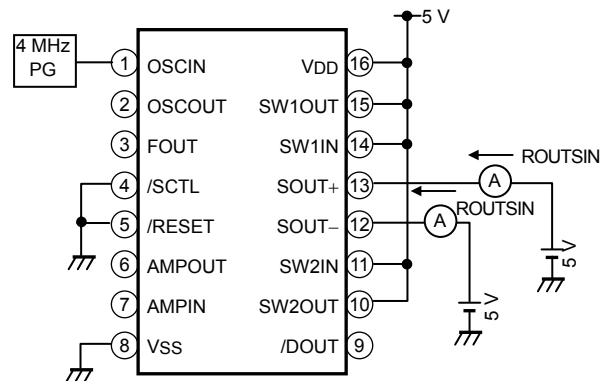 5 V
4 MHz
PG
1 OSCIN VDD 16
2 OSCOUT SW1OUT 15
3 FOUT SW1IN 14
ROUTSIN
4 /SCTL SOUT+ 13 A
ROUTSIN
5 /RESET SOUT− 12 A
6 AMPOUT SW2IN 11
5 V
7 AMPIN SW2OUT 10
5 V
8 VSS /DOUT 9